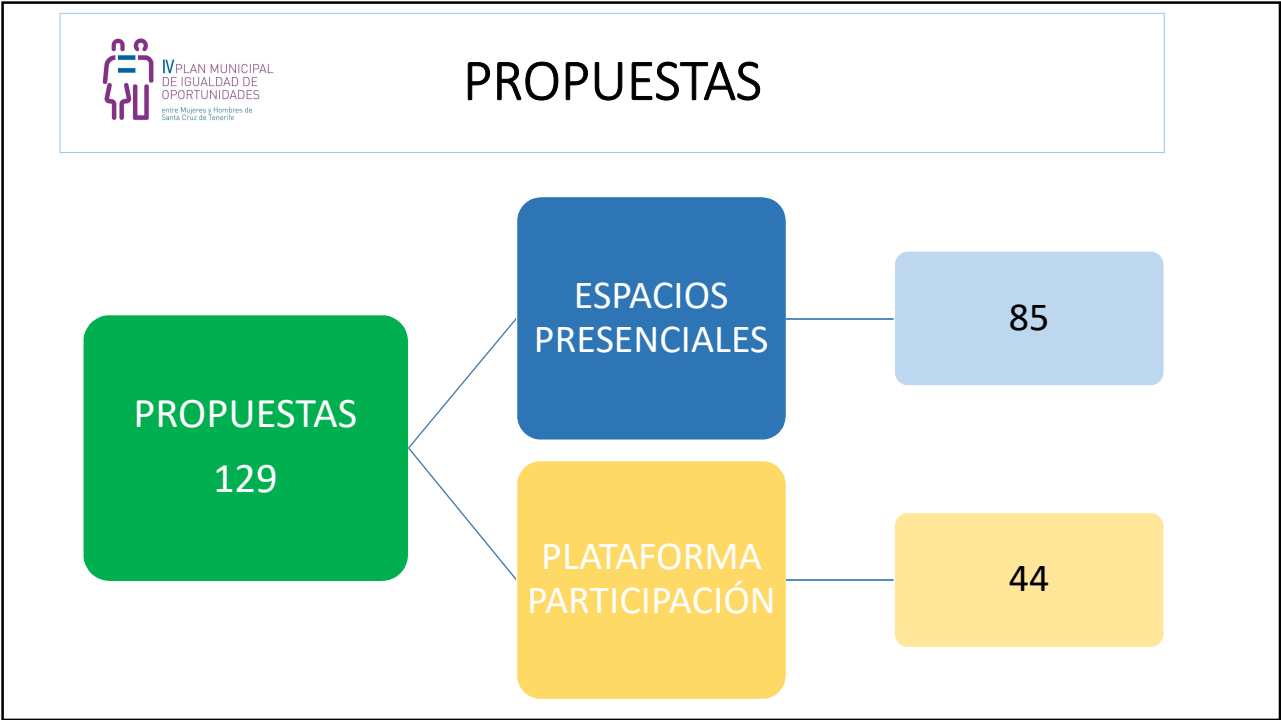 IV PLAN MUNICIPAL
DE IGUALDAD DE
OPORTUNIDADES
entre Mujeres y Hombres de
Santa Cruz de Tenerife
PROPUESTAS
PROPUESTAS
129
ESPACIOS
PRESENCIALES
85
PLATAFORMA
PARTICIPACIÓN
44